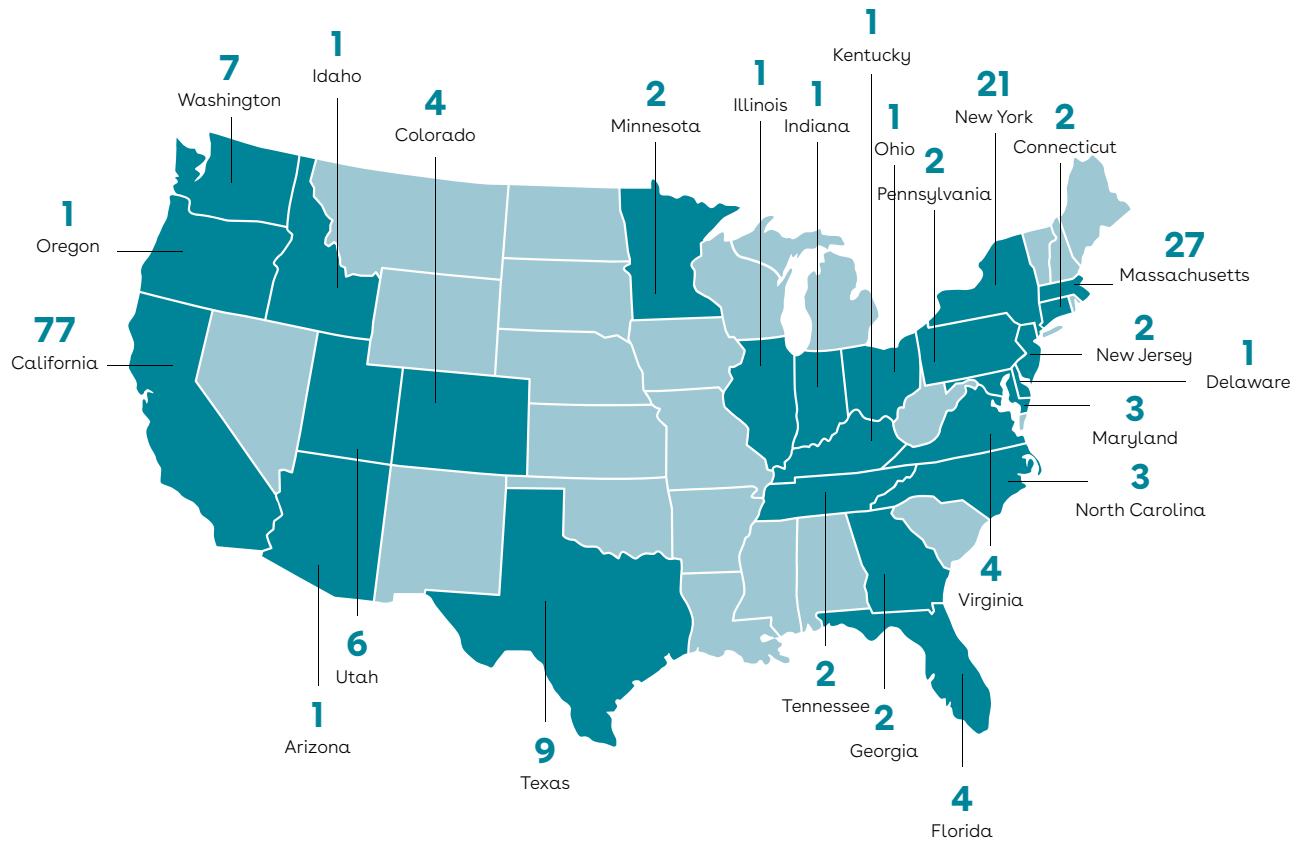 1
Kentucky
1
Idaho
7
Washington
4
Colorado
2
Minnesota
1
Illinois
1
Indiana
1
Ohio
2
Pennsylvania
21
New York
2
Connecticut
1
Oregon
27
Massachusetts
77
California
2
New Jersey
1
Delaware
3
Maryland
3
North Carolina
4
Virginia
6
Utah
2
Tennessee
1
Arizona
2
Georgia
9
Texas
4
Florida